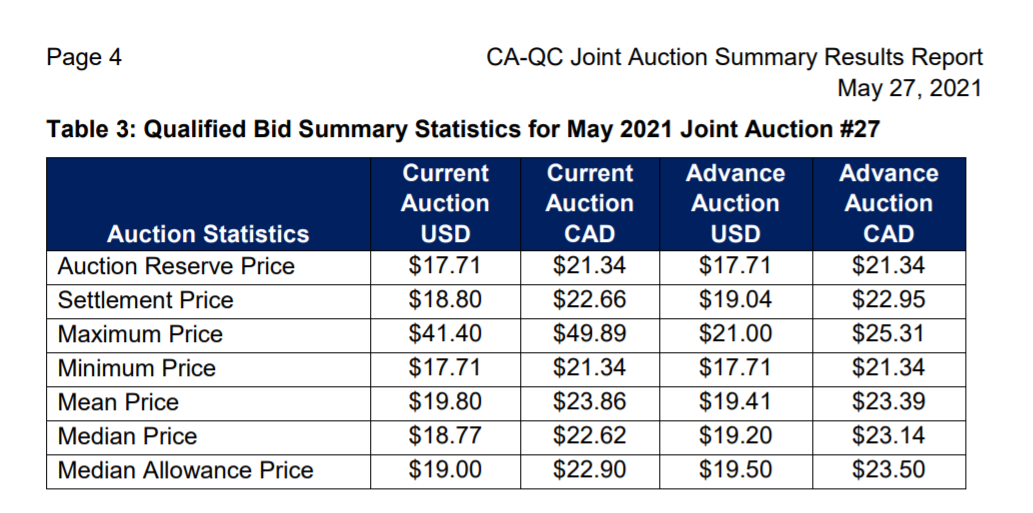 Page 4 CA-QC Joint Auction Summary Results Report
May 27, 2021
Table 3: Qualified Bid Summary Statistics for May 2021 Joint Auction #27
Auction Statistics Current Auction USD Current Auction CAD Advance Auction USD Advance Auction CAD
Auction Reserve Price $17.71 $21.34 $17.71 $21.34
Settlement Price $18.80 $22.66 $19.04 $22.95
Maximum Price $41.40 $49.89 $21.00 $25.31
Minimum Price $17.71 $21.34 $17.71 $21.34
Mean Price $19.80 $23.86 $19.41 $23.39
Median Price $18.77 $22.62 $19.20 $23.14
Median Allowance Price $19.00 $22.90 $19.50 $23.50